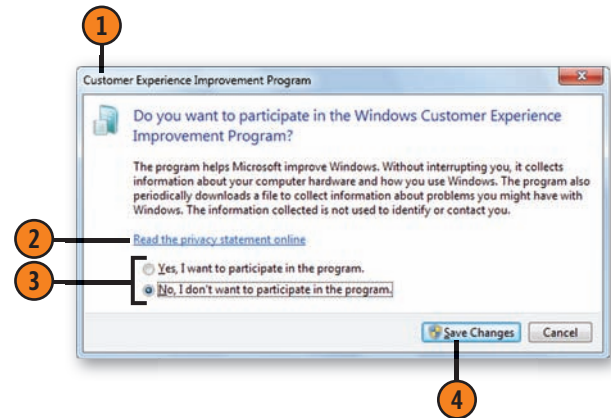 1
Customer Experience Improvement Program
Do you want to participate in the Windows Customer Experience
Improvement Program?
The program helps Microsoft improve Windows. Without interrupting you, it collects
information about your computer hardware and how you use Windows. The program also
periodically downloads a file to collect information about problems you might have with
Windows. The information collected is not used to identify or contact you.
2
Read the privacy statement online
3
Yes, I want to participate in the program.
No, I don't want to participate in the program.
Save Changes Cancel
4